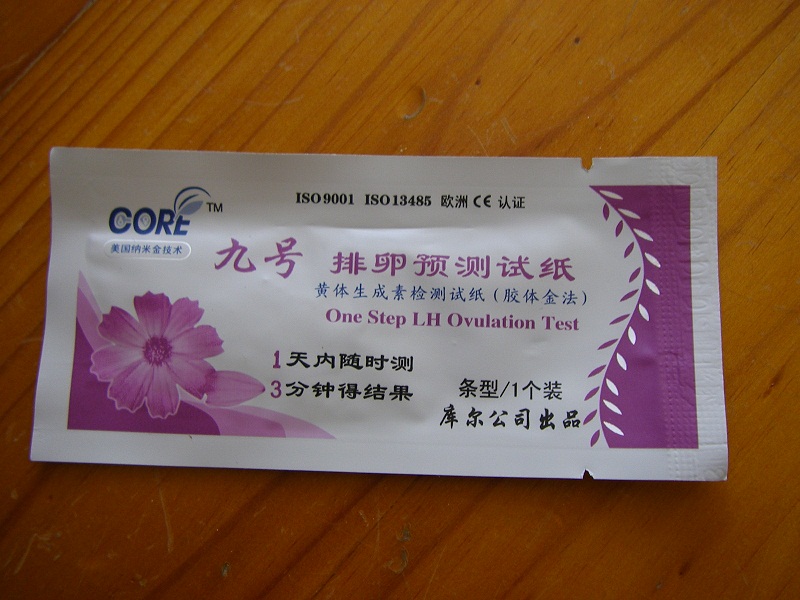 CORE TM
美国纳米金技术
ISO9001 ISO13485 欧洲 CE 认证
九号 排卵预测试纸
黄体生成素检测试纸(胶体金法)
One Step LH Ovulation Test
1天内随时测
3分钟得结果
条型/1个装
库尔公司出品